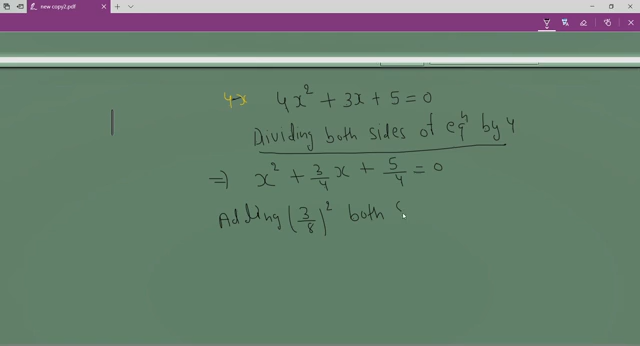 new copy2.pdf
4x 4x² + 3x + 5 = 0
Dividing both sides of eqⁿ by 4
⇒ x² + 3/4 x + 5/4 = 0
Adding (3/8)² both s